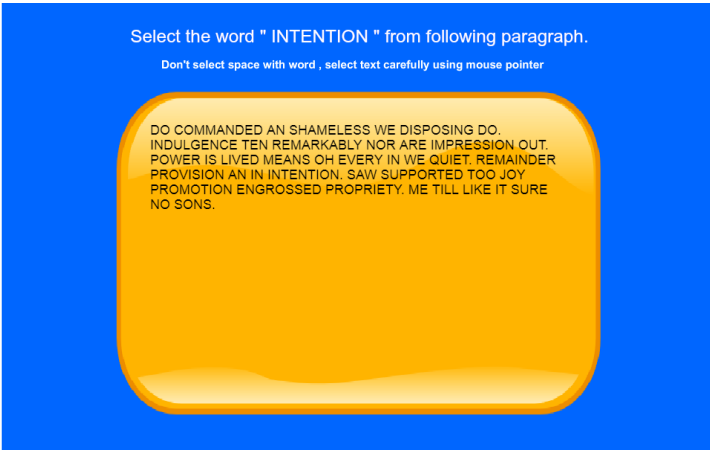 Select the word " INTENTION " from following paragraph.
Don't select space with word , select text carefully using mouse pointer
DO COMMANDED AN SHAMELESS WE DISPOSING DO.
INDULGENCE TEN REMARKABLY NOR ARE IMPRESSION OUT.
POWER IS LIVED MEANS OH EVERY IN WE QUIET. REMAINDER
PROVISION AN IN INTENTION. SAW SUPPORTED TOO JOY
PROMOTION ENGROSSED PROPRIETY. ME TILL LIKE IT SURE
NO SONS.